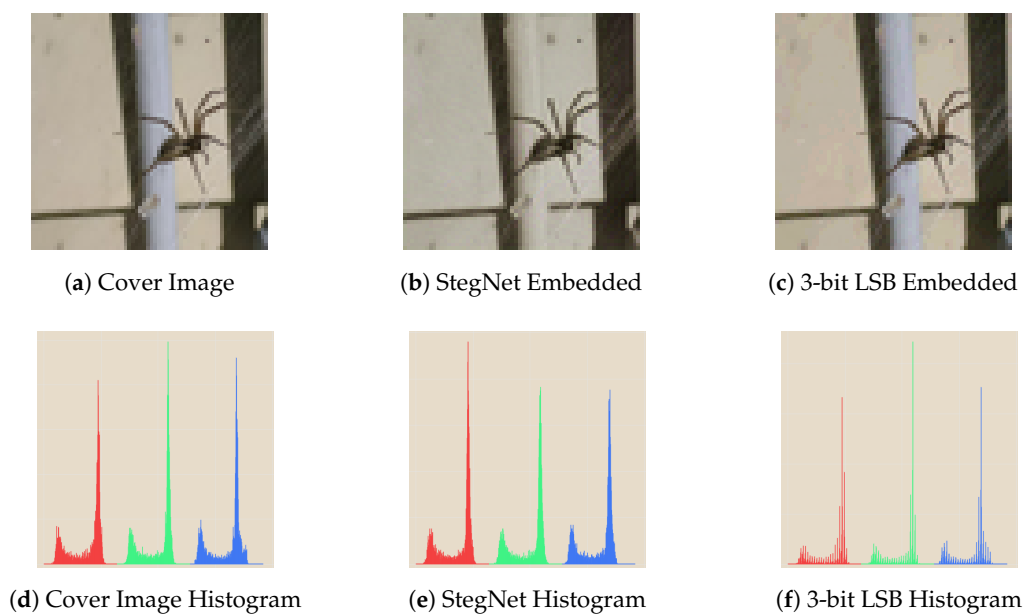 (a) Cover Image
(b) StegNet Embedded
(c) 3-bit LSB Embedded
(d) Cover Image Histogram
(e) StegNet Histogram
(f) 3-bit LSB Histogram